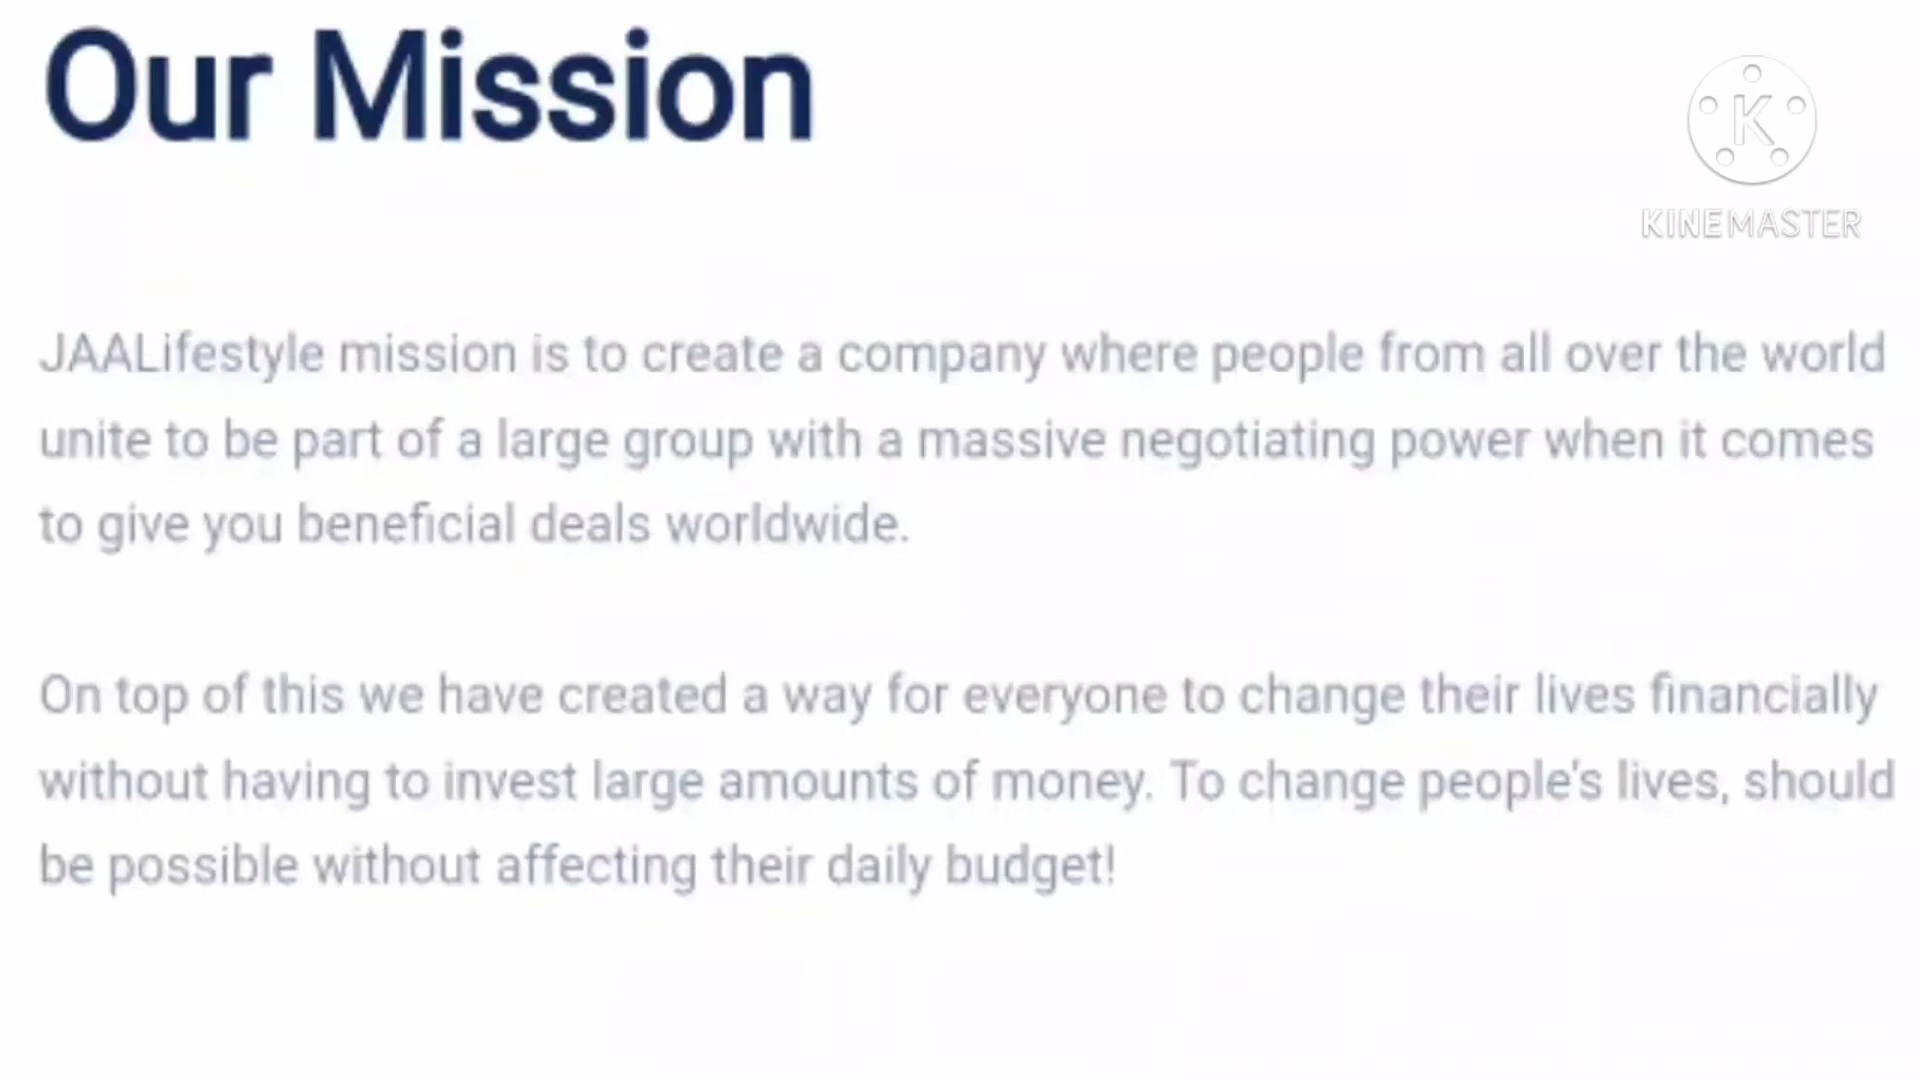 Our Mission
K
KINEMASTER
JAALifestyle mission is to create a company where people from all over the world
unite to be part of a large group with a massive negotiating power when it comes
to give you beneficial deals worldwide.
On top of this we have created a way for everyone to change their lives financially
without having to invest large amounts of money. To change people's lives, should
be possible without affecting their daily budget!